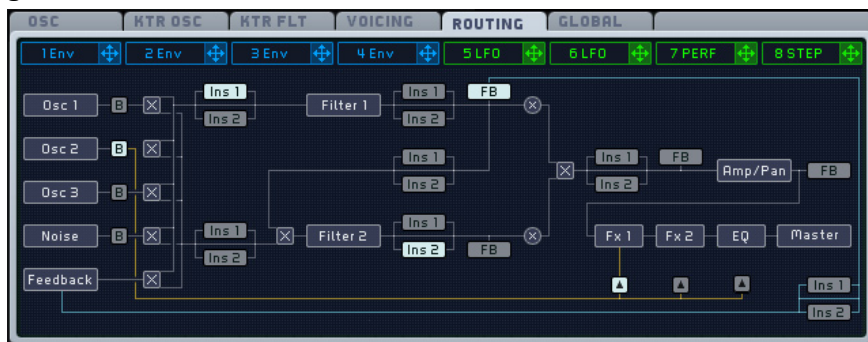 OSC KTR OSC KTR FLT VOICING ROUTING GLOBAL
1 Env 2 Env 3 Env 4 Env 5 LFO 6 LFO 7 PERF 8 STEP
Ins 1 Ins 1 FB
Osc 1 B Filter 1
Ins 2 Ins 2
Osc 2 B Ins 1 Ins 1 FB
Amp/Pan FB
Osc 3 B Ins 2 Ins 2
Ins 1 Ins 1
Noise B Filter 2 Fx 1 Fx 2 EQ Master
Ins 2 Ins 2 FB
Feedback Ins 1
Ins 2